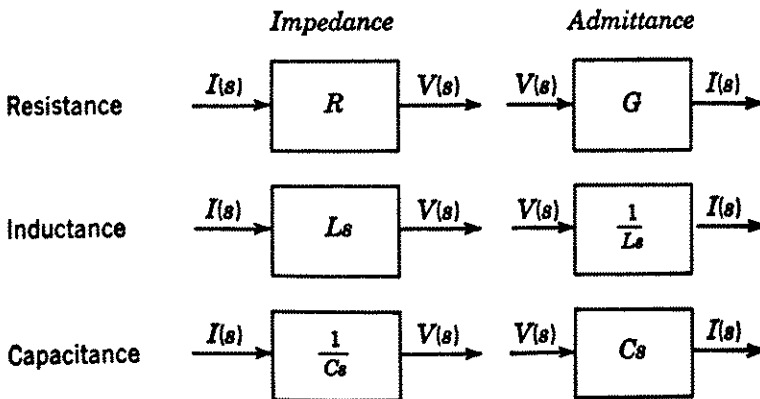 Impedance Admittance
Resistance I(s) R V(s) V(s) G I(s)
Inductance I(s) Ls V(s) V(s) 1/Ls I(s)
Capacitance I(s) 1/Cs V(s) V(s) Cs I(s)